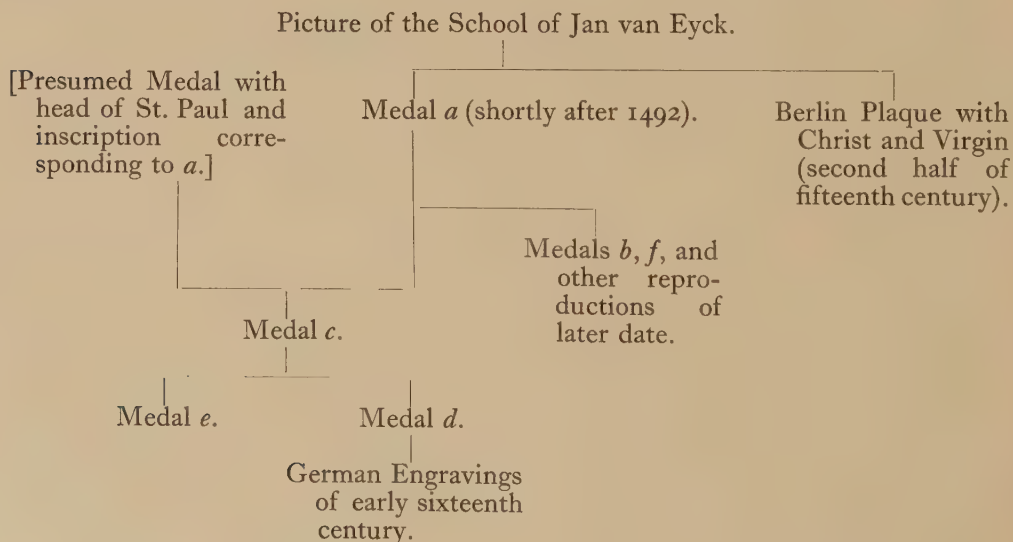 Picture of the School of Jan van Eyck.
[Presumed Medal with
head of St. Paul and
inscription corre-
sponding to a.]
Medal a (shortly after 1492).
Berlin Plaque with
Christ and Virgin
(second half of
fifteenth century).
Medals b, f, and
other repro-
ductions of
later date.
Medal c.
Medal e.
Medal d.
German Engravings
of early sixteenth
century.